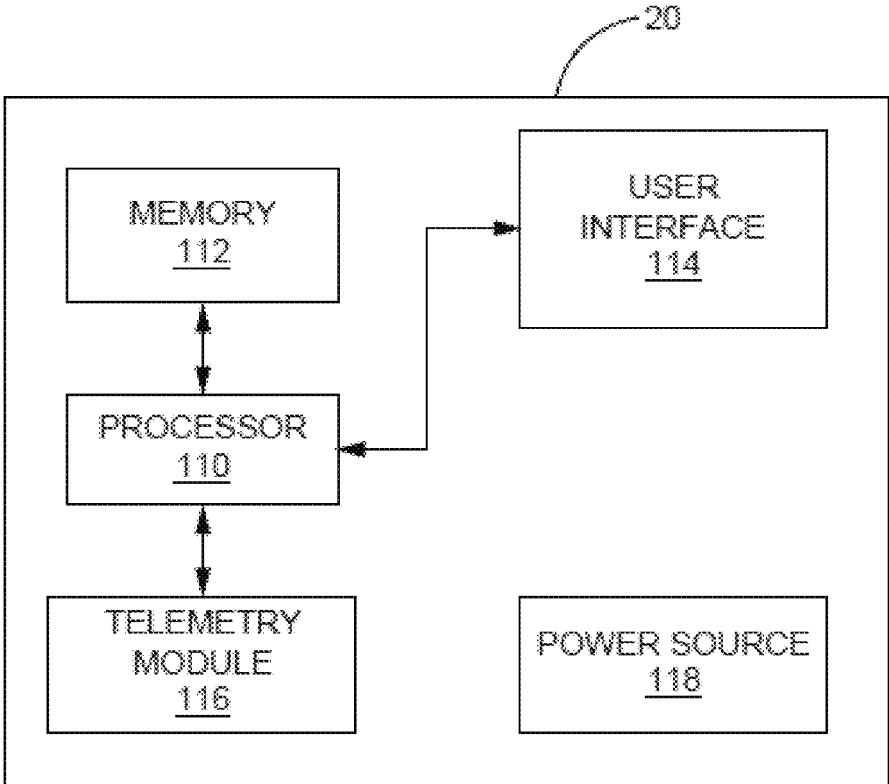 20
MEMORY
112
USER
INTERFACE
114
PROCESSOR
110
TELEMETRY
MODULE
116
POWER SOURCE
118